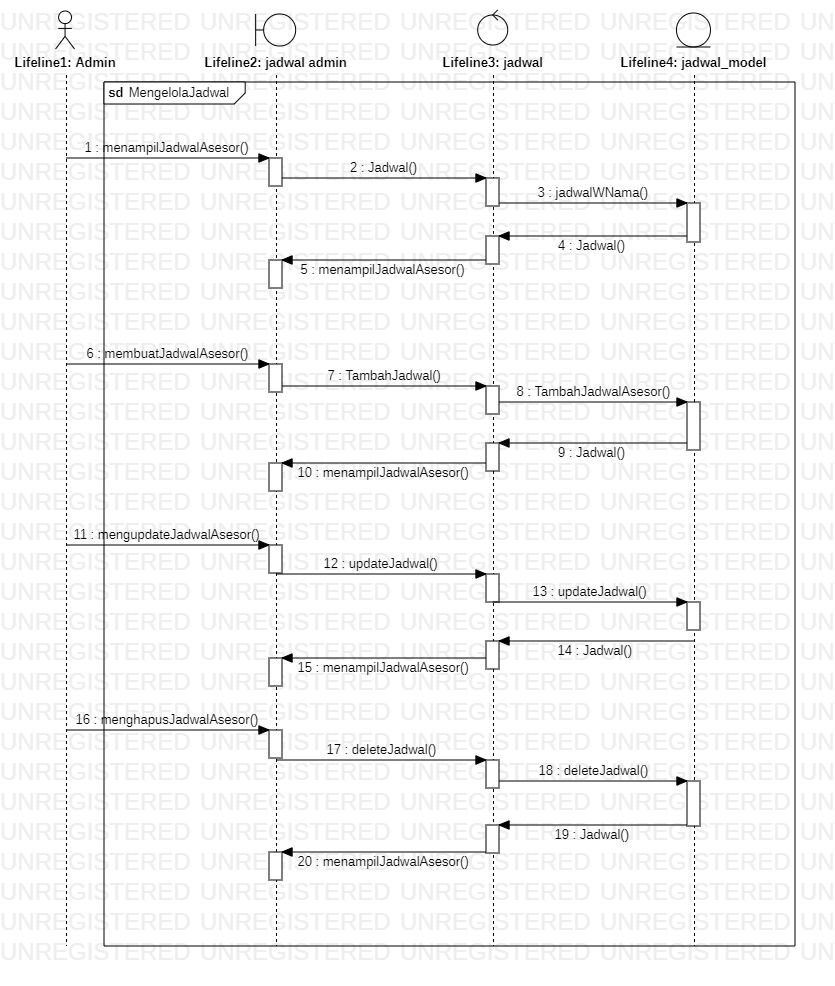 Lifeline1: Admin Lifeline2: jadwal admin Lifeline3: jadwal Lifeline4: jadwal_model
sd MengelolaJadwal
1 : menampilJadwalAsesor()
2 : Jadwal()
3 : jadwalWNama()
4 : Jadwal()
5 : menampilJadwalAsesor()
6 : membuatJadwalAsesor()
7 : TambahJadwal()
8 : TambahJadwalAsesor()
9 : Jadwal()
10 : menampilJadwalAsesor()
11 : mengupdateJadwalAsesor()
12 : updateJadwal()
13 : updateJadwal()
14 : Jadwal()
15 : menampilJadwalAsesor()
16 : menghapusJadwalAsesor()
17 : deleteJadwal()
18 : deleteJadwal()
19 : Jadwal()
20 : menampilJadwalAsesor()
UNREGISTERED